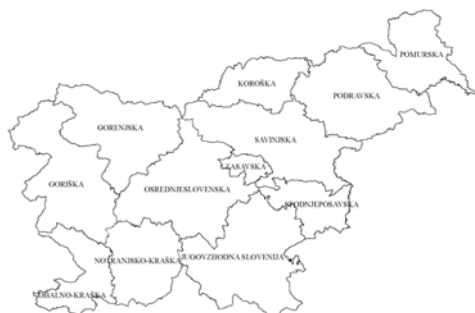 POMURSKA
KOROŠKA
PODRAVSKA
GORENJSKA
SAVINJSKA
ZASAVSKA
GORIŠKA
OSREDNJESLOVENSKA
SPODNJEPOSAVSKA
NOTRANJSKO-KRAŠKA
JUGOVZHODNA SLOVENIJA
OBALNO-KRAŠKA